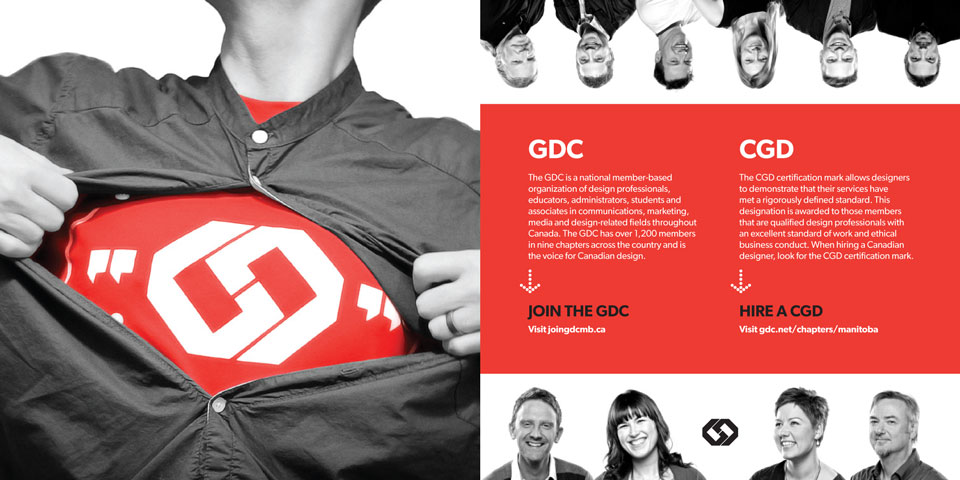 GDC
The GDC is a national member-based
organization of design professionals,
educators, administrators, students and
associates in communications, marketing,
media and design-related fields throughout
Canada. The GDC has over 1,200 members
in nine chapters across the country and is
the voice for Canadian design.
JOIN THE GDC
Visit joingdcmb.ca
CGD
The CGD certification mark allows designers
to demonstrate that their services have
met a rigorously defined standard. This
designation is awarded to those members
that are qualified design professionals with
an excellent standard of work and ethical
business conduct. When hiring a Canadian
designer, look for the CGD certification mark.
HIRE A CGD
Visit gdc.net/chapters/manitoba